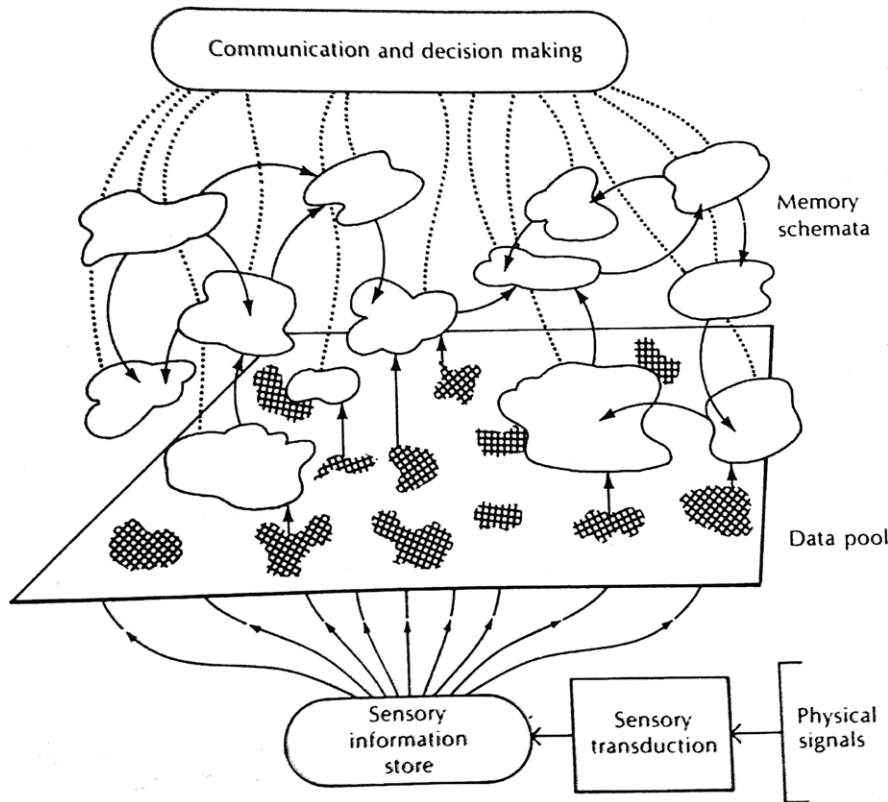 Communication and decision making
Memory
schemata
Data pool
Sensory
information
store
Sensory
transduction
Physical
signals